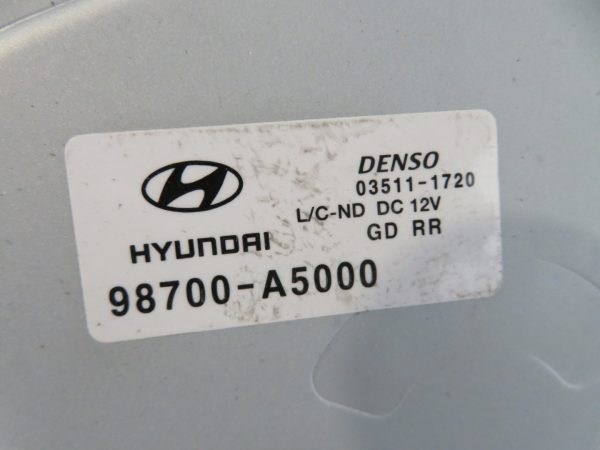 DENSO
03511-1720
L/C-ND DC 12V
HYUNDAI
GD RR
98700-A5000